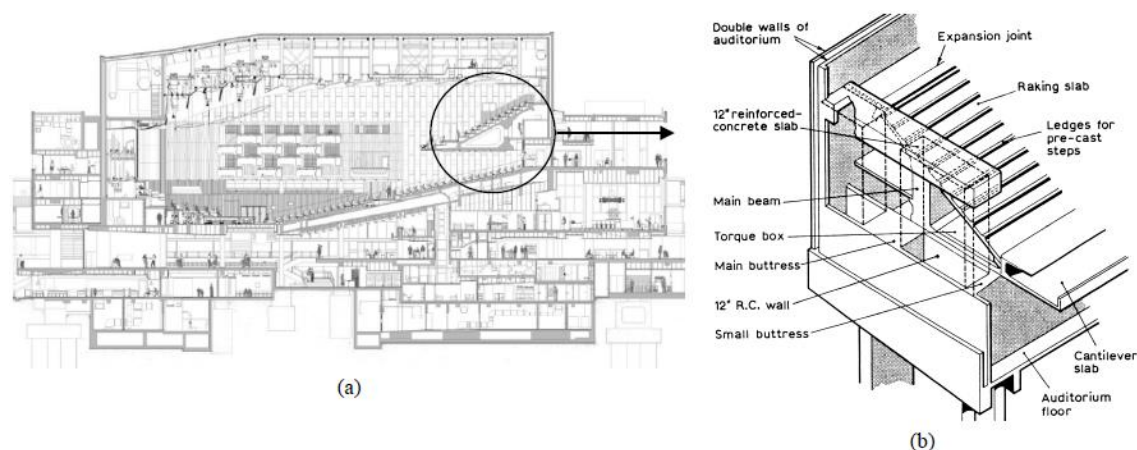 (a)
Double walls of
auditorium
Expansion joint
Raking slab
12" reinforced-
concrete slab
Ledges for
pre-cast
steps
Main beam
Torque box
Main buttress
12" R.C. wall
Small buttress
Cantilever
slab
Auditorium
floor
(b)